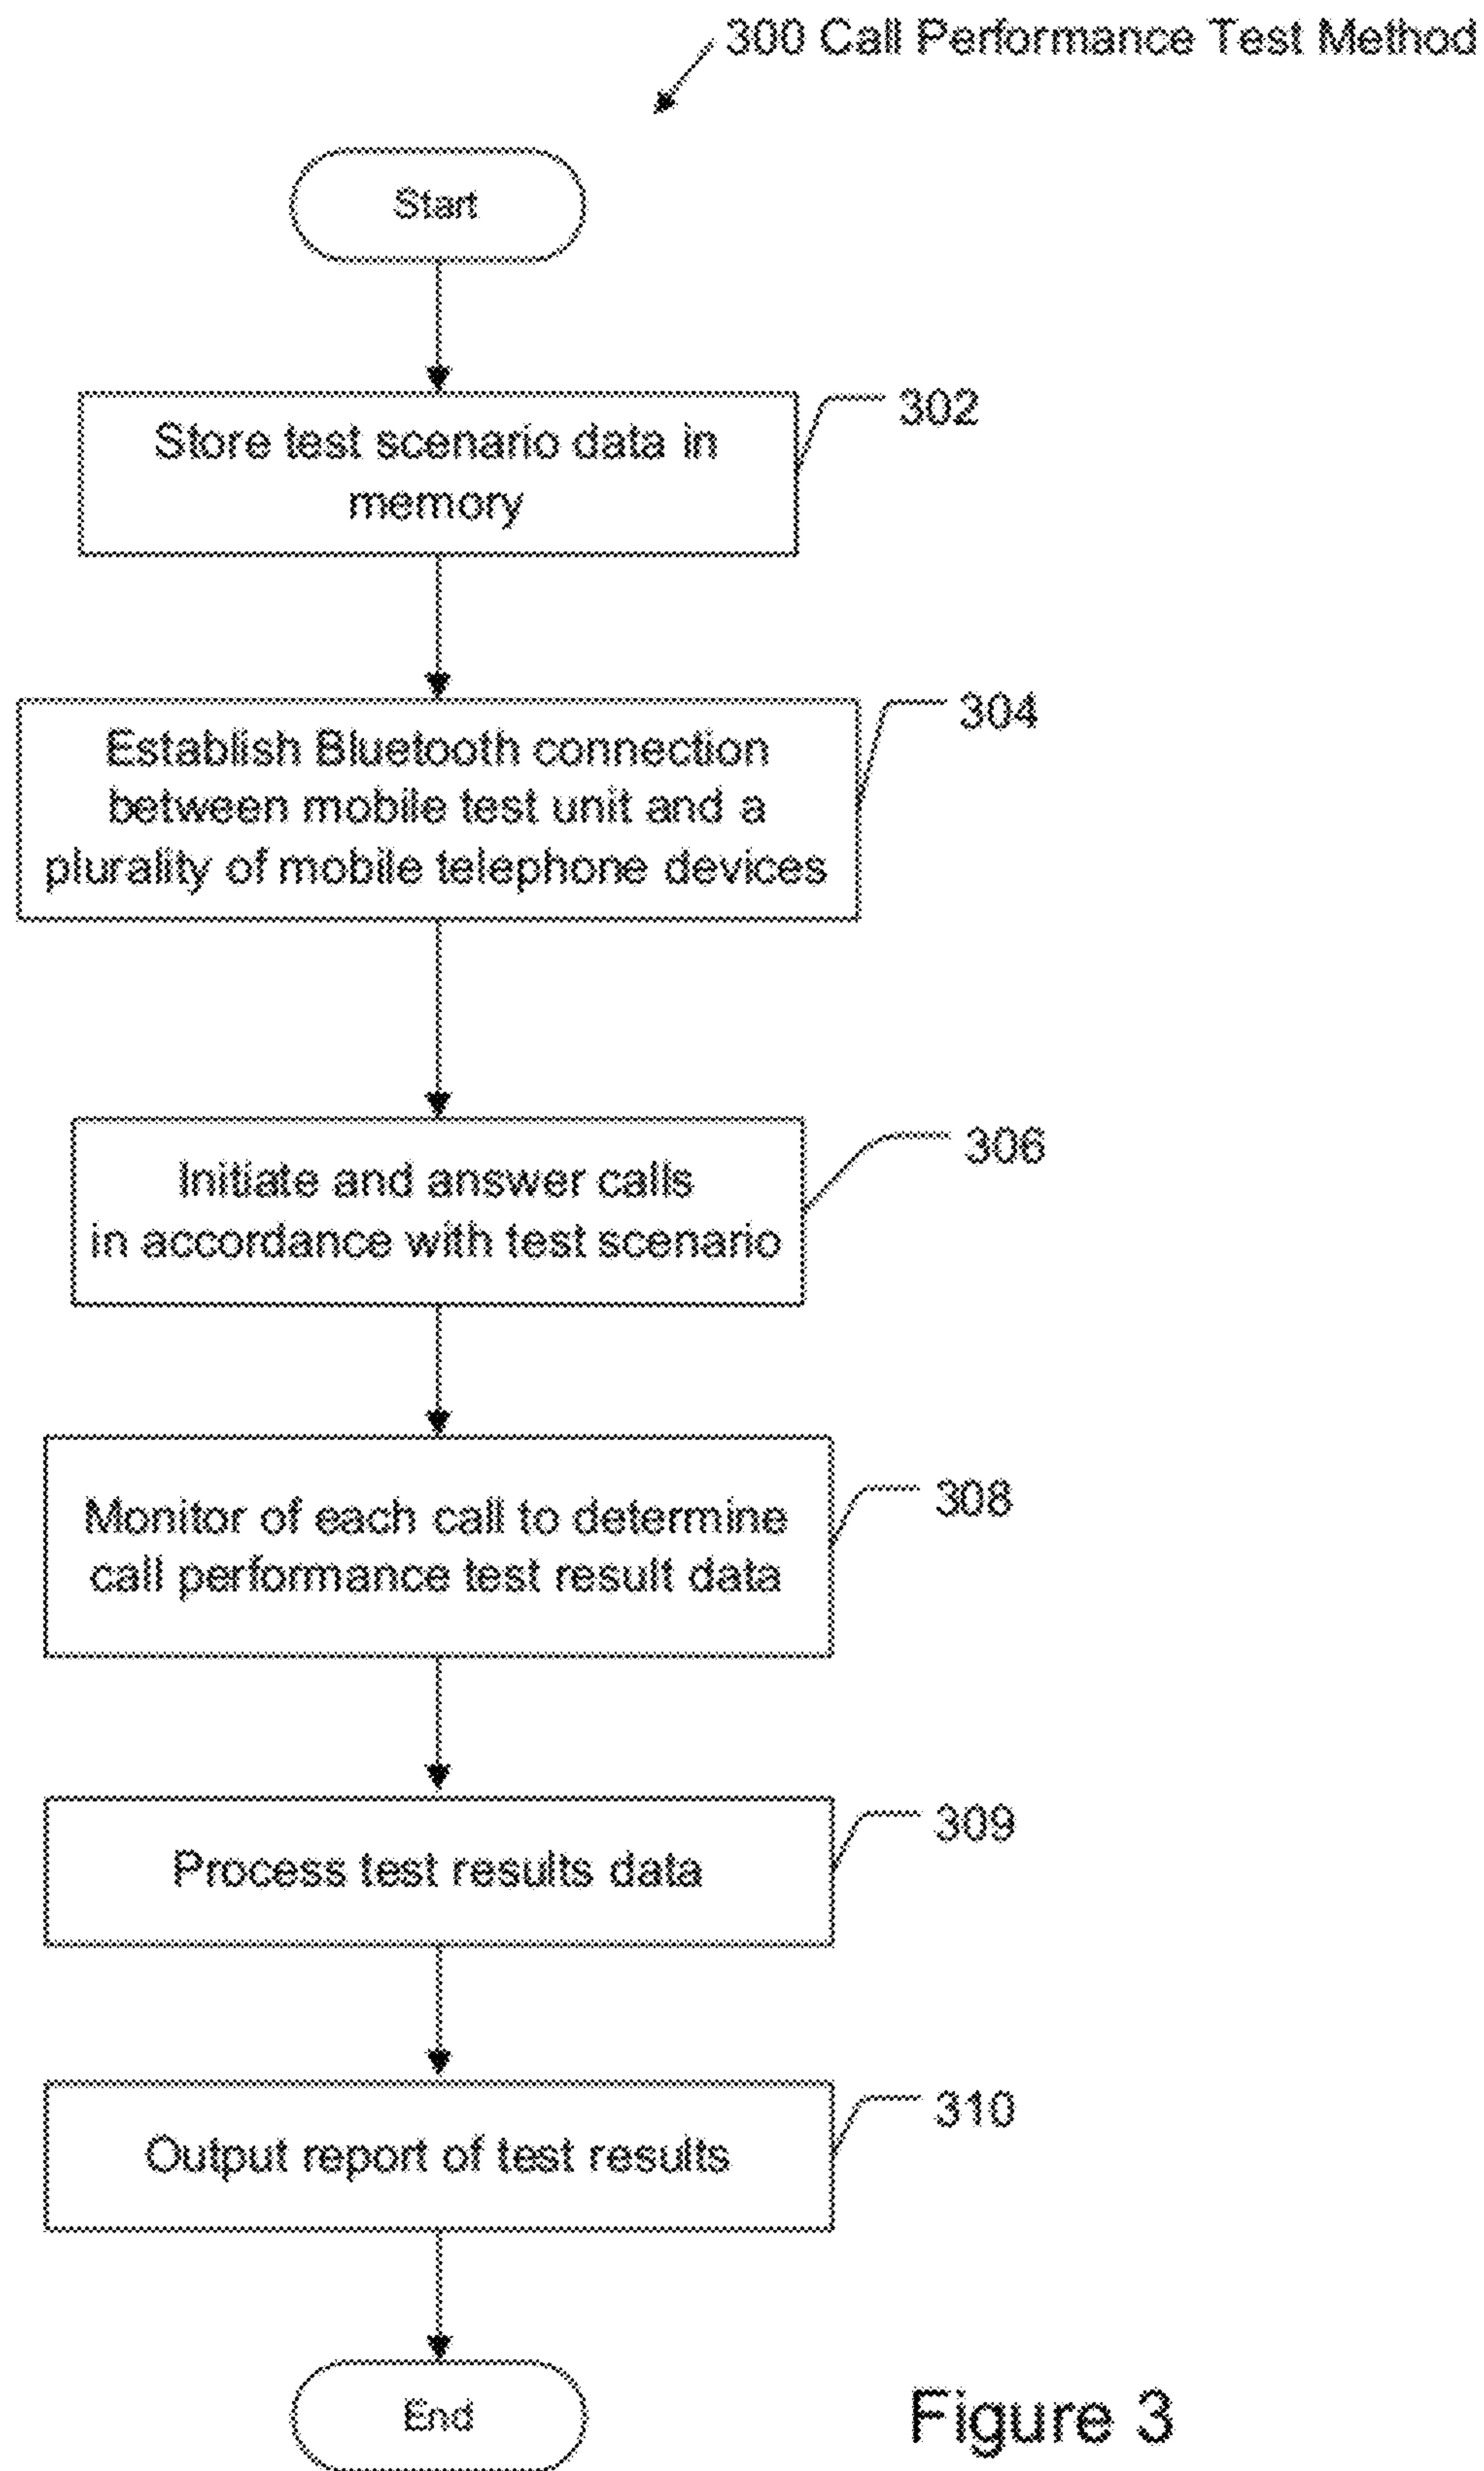 300 Call Performance Test Method
Start
302
Store test scenario data in
memory
304
Establish Bluetooth connection
between mobile test unit and a
plurality of mobile telephone devices
306
Initiate and answer calls
in accordance with test scenario
308
Monitor of each call to determine
call performance test result data
309
Process test results data
310
Output report of test results
End
Figure 3